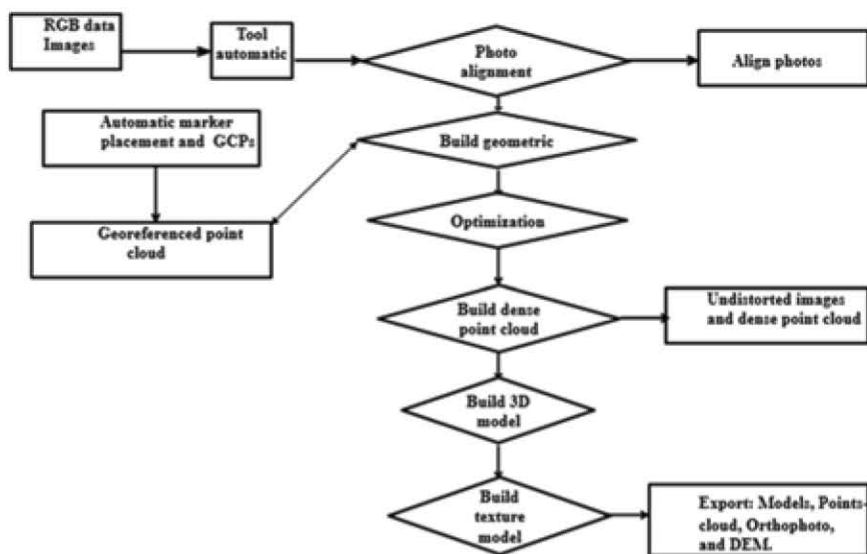 RGB data
Images
Tool
automatic
Photo
alignment
Align photos
Automatic marker
placement and GCPs
Build geometric
Georeferenced point
cloud
Optimization
Build dense
point cloud
Undistorted images
and dense point cloud
Build 3D
model
Build
texture
model
Export: Models, Points-
cloud, Orthophoto,
and DEM.